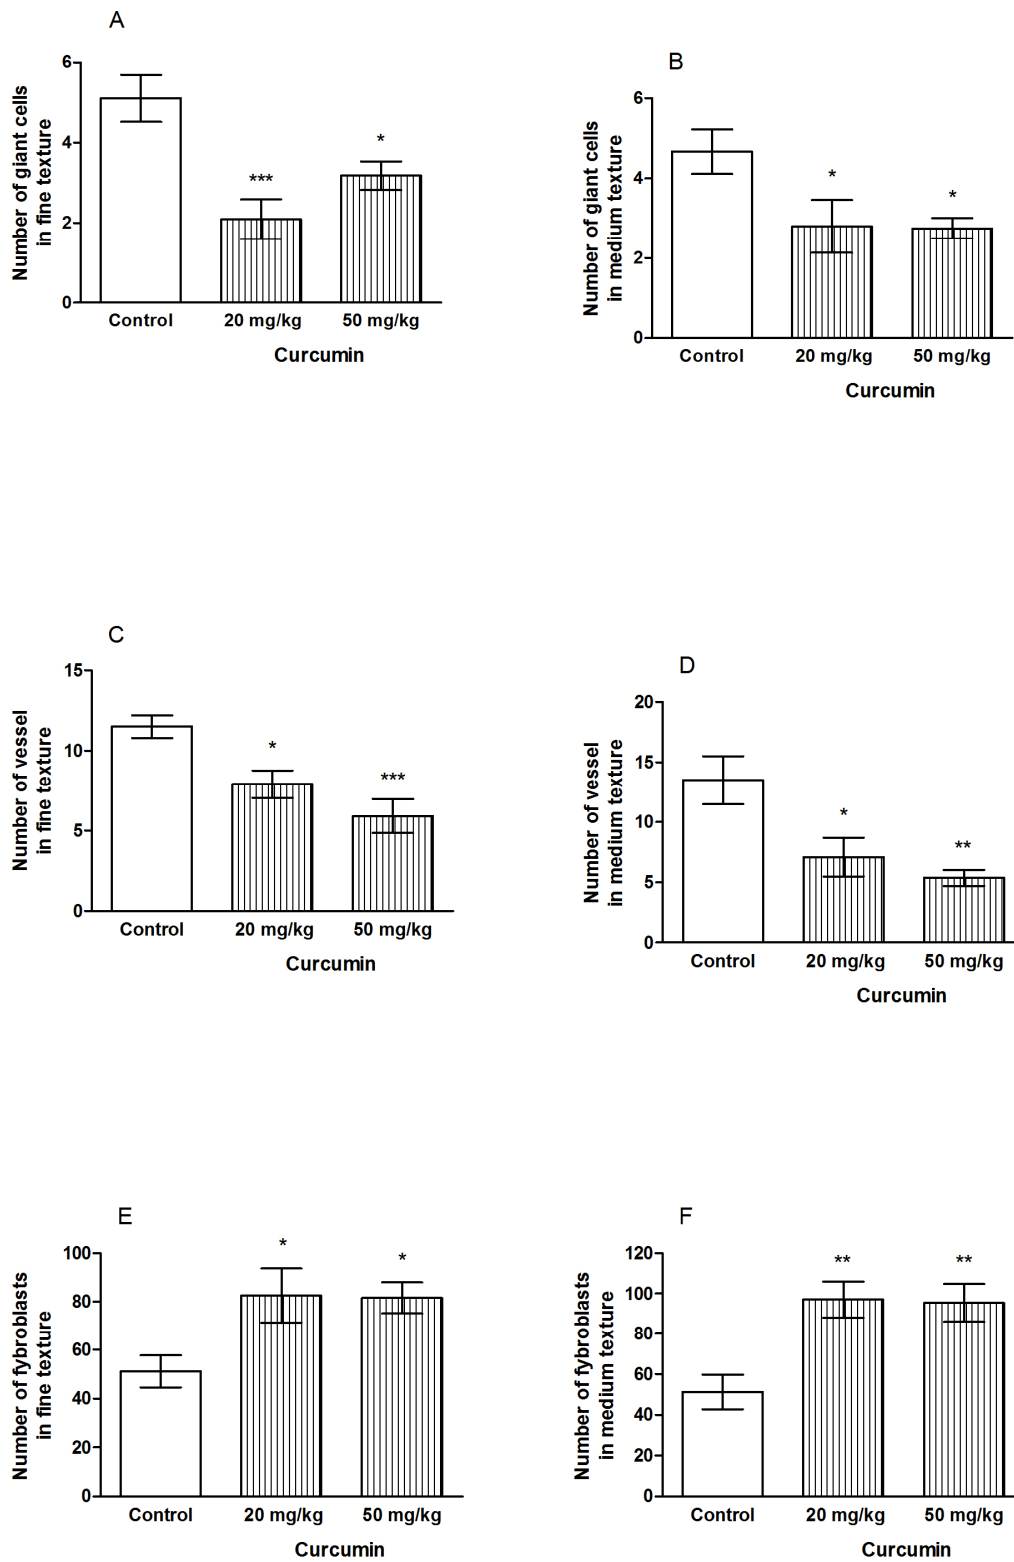 A
Number of giant cells
in fine texture
6
4
2
0
***
*
Control
20 mg/kg
50 mg/kg
Curcumin
B
Number of giant cells
in medium texture
6
4
2
0
*
*
Control
20 mg/kg
50 mg/kg
Curcumin
C
Number of vessel
in fine texture
15
10
5
0
*
***
Control
20 mg/kg
50 mg/kg
Curcumin
D
Number of vessel
in medium texture
20
15
10
5
0
*
**
Control
20 mg/kg
50 mg/kg
Curcumin
E
Number of fybroblasts
in fine texture
100
80
60
40
20
0
*
*
Control
20 mg/kg
50 mg/kg
Curcumin
F
Number of fybroblasts
in medium texture
120
100
80
60
40
20
0
**
**
Control
20 mg/kg
50 mg/kg
Curcumin